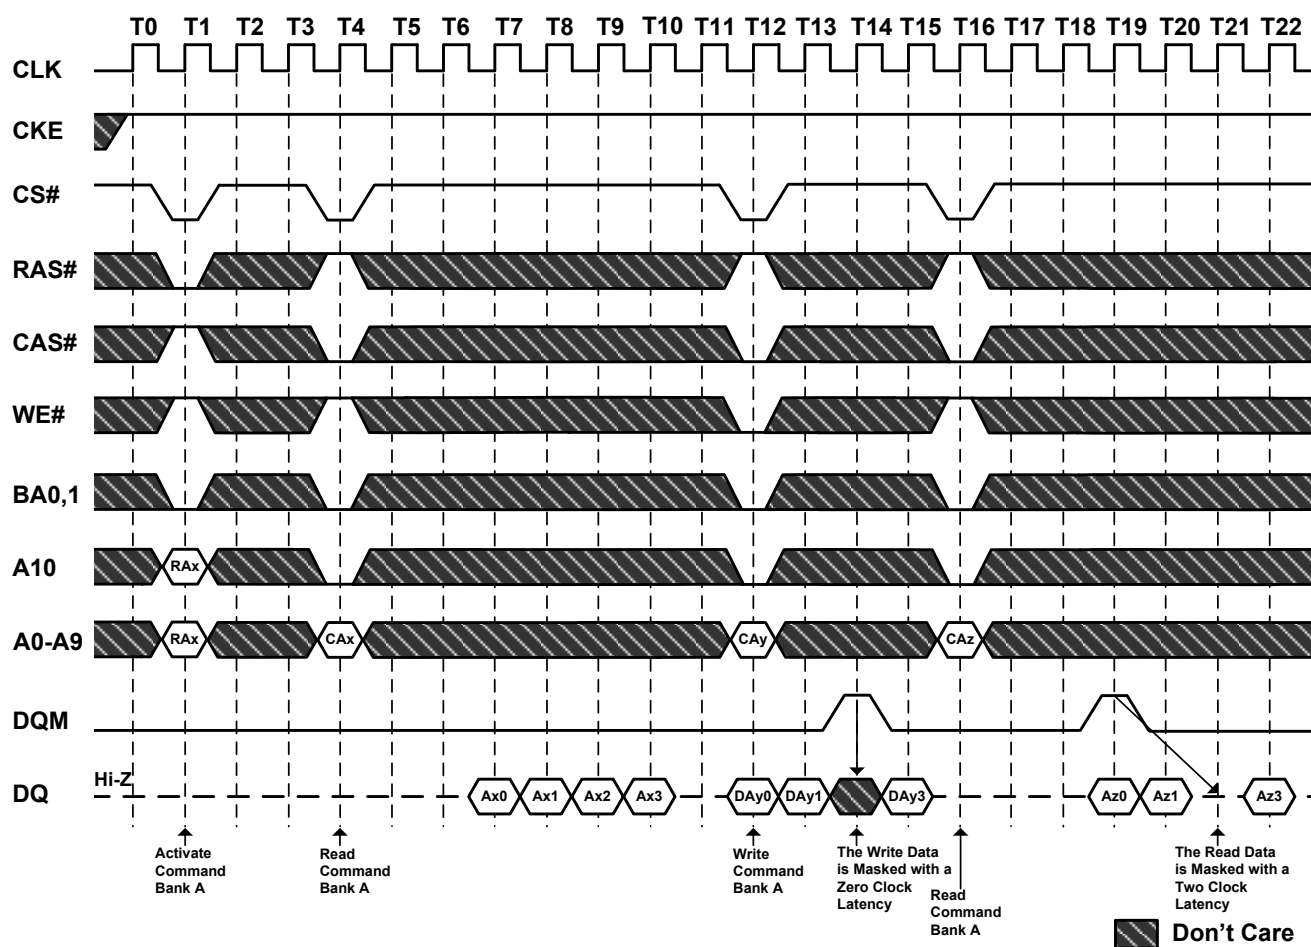 T0 T1 T2 T3 T4 T5 T6 T7 T8 T9 T10 T11 T12 T13 T14 T15 T16 T17 T18 T19 T20 T21 T22
CLK
CKE
CS#
RAS#
CAS#
WE#
BA0,1
A10 RAx
A0-A9 RAx CAx CAy CAz
DQM
Hi-Z
DQ Ax0 Ax1 Ax2 Ax3 DAy0 DAy1 DAy3 Az0 Az1 Az3
Activate
Command
Bank A
Read
Command
Bank A
Write
Command
Bank A
The Write Data
is Masked with a
Zero Clock
Latency
Read
Command
Bank A
The Read Data
is Masked with a
Two Clock
Latency
Don't Care